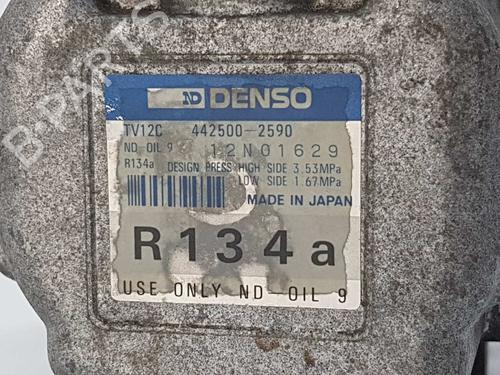 B-PARTS
ND DENSO
TV12C 442500-2590
ND OIL 9 12N01629
R134a DESIGN PRESS HIGH SIDE 3.53MPa
LOW SIDE 1.67MPa
MADE IN JAPAN
R134a
USE ONLY ND-OIL 9